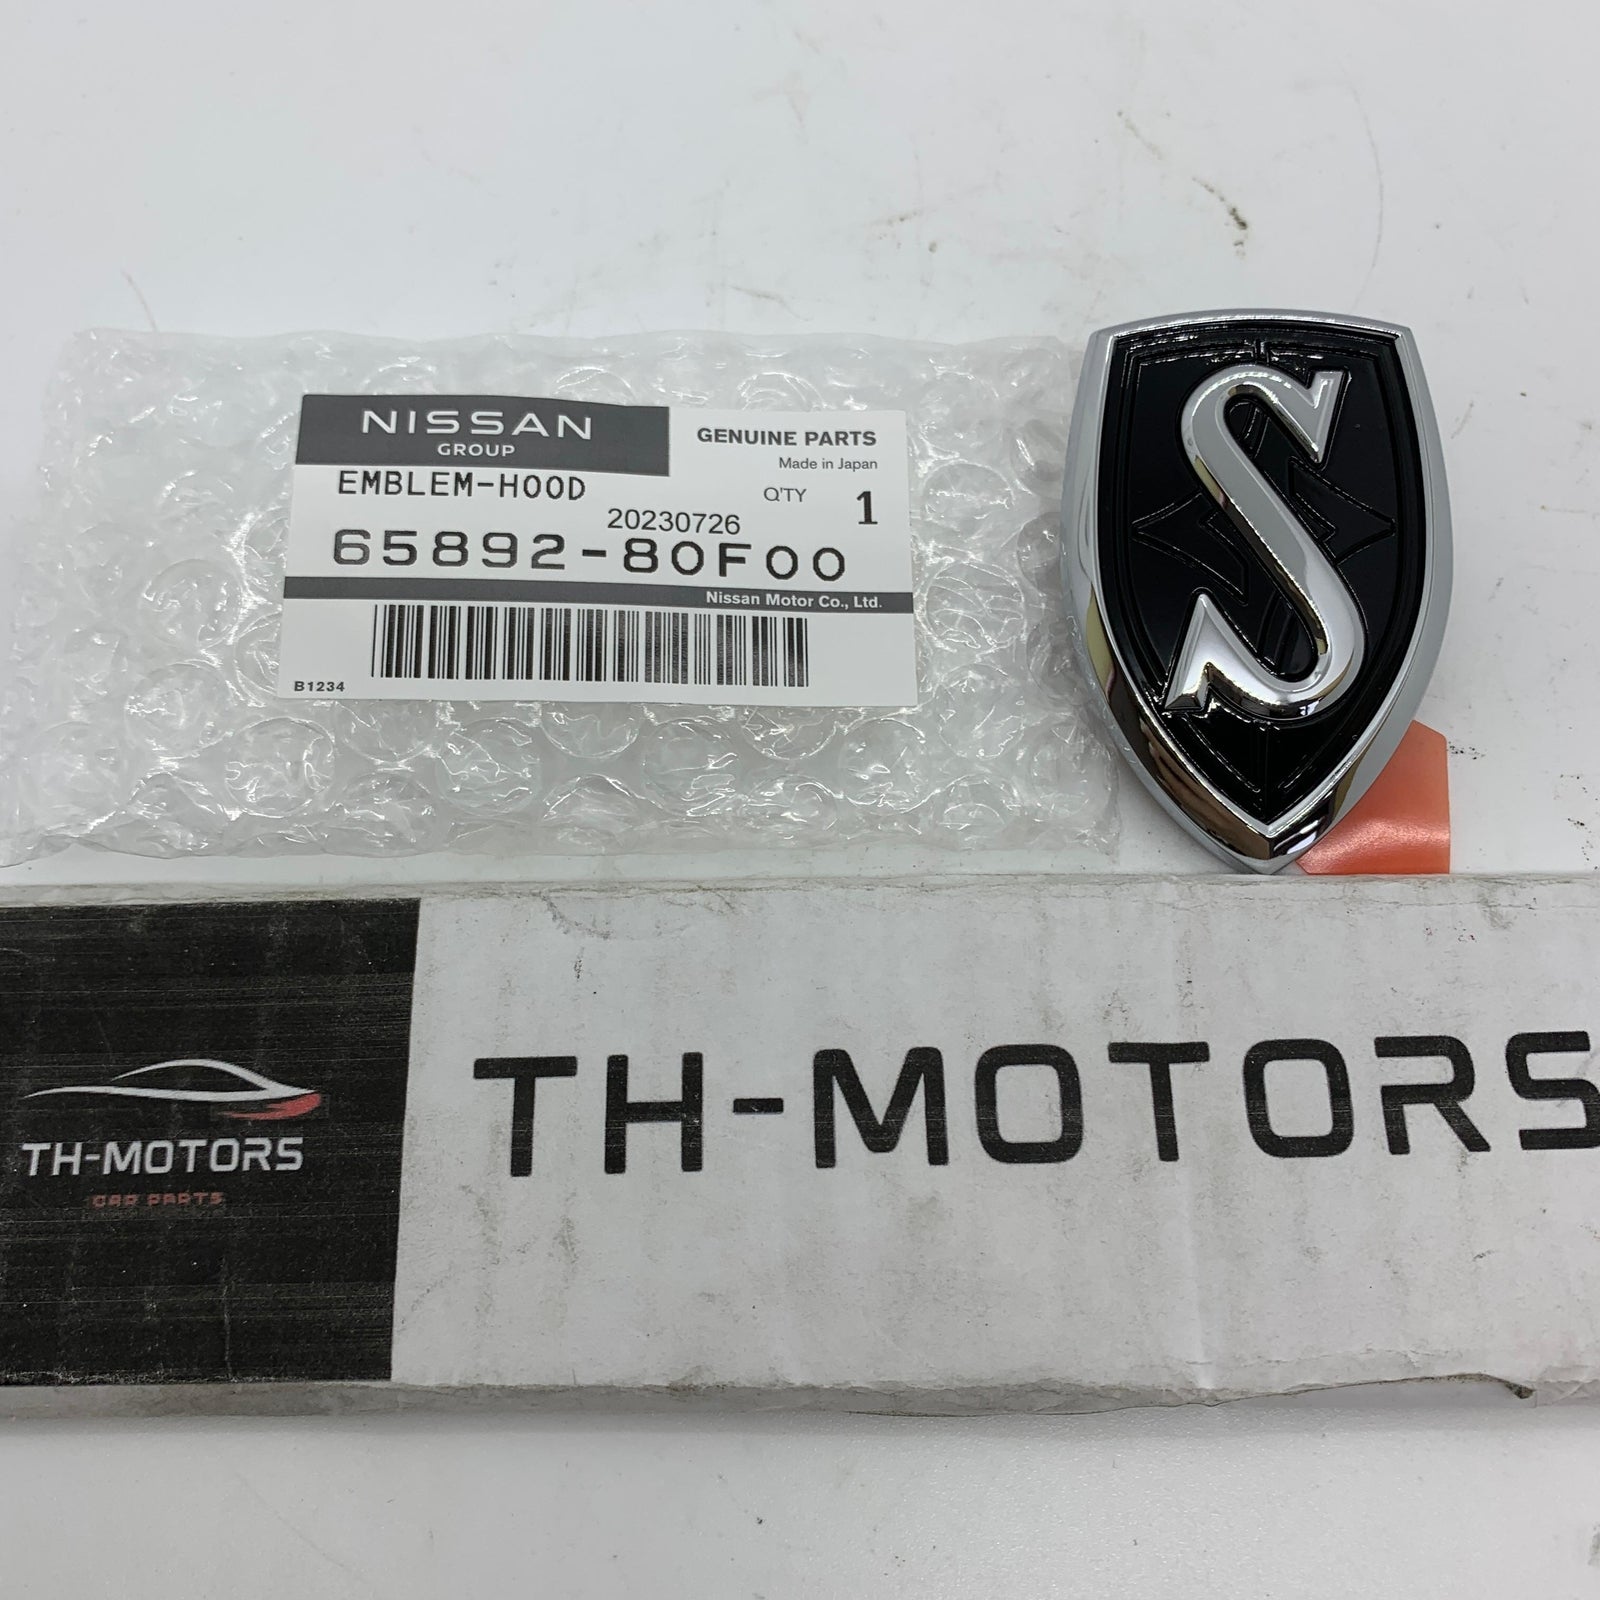 NISSAN
GROUP
GENUINE PARTS
Made in Japan
EMBLEM-HOOD
Q'TY 1
20230726
65892-80F00
Nissan Motor Co., Ltd.
B1234
S
TH-MOTORS
CAR PARTS
TH-MOTORS